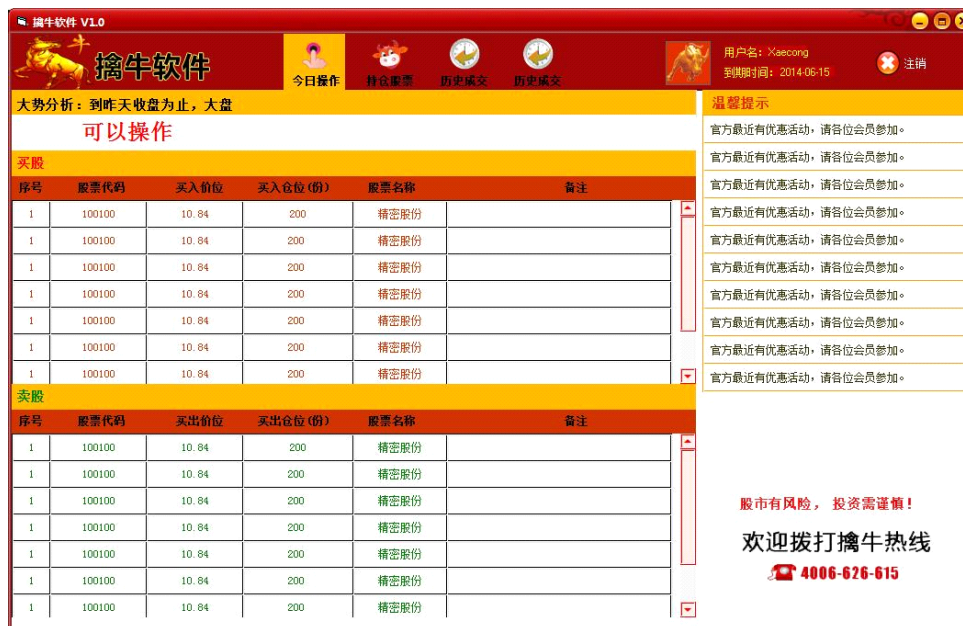 擒牛软件 V1.0
牛
擒牛软件
今日操作 持仓股票 历史成交 历史成交
用户名：Xaecong
到期时间：2014-06-15
注销
大势分析：到昨天收盘为止，大盘
可以操作
买股
序号 股票代码 买入价位 买入仓位(份) 股票名称 备注
1 100100 10.84 200 精密股份
1 100100 10.84 200 精密股份
1 100100 10.84 200 精密股份
1 100100 10.84 200 精密股份
1 100100 10.84 200 精密股份
1 100100 10.84 200 精密股份
1 100100 10.84 200 精密股份
卖股
序号 股票代码 买出价位 买出仓位(份) 股票名称 备注
1 100100 10.84 200 精密股份
1 100100 10.84 200 精密股份
1 100100 10.84 200 精密股份
1 100100 10.84 200 精密股份
1 100100 10.84 200 精密股份
1 100100 10.84 200 精密股份
1 100100 10.84 200 精密股份
温馨提示
官方最近有优惠活动，请各位会员参加。
官方最近有优惠活动，请各位会员参加。
官方最近有优惠活动，请各位会员参加。
官方最近有优惠活动，请各位会员参加。
官方最近有优惠活动，请各位会员参加。
官方最近有优惠活动，请各位会员参加。
官方最近有优惠活动，请各位会员参加。
官方最近有优惠活动，请各位会员参加。
官方最近有优惠活动，请各位会员参加。
官方最近有优惠活动，请各位会员参加。
股市有风险，投资需谨慎！
欢迎拨打擒牛热线
4006-626-615